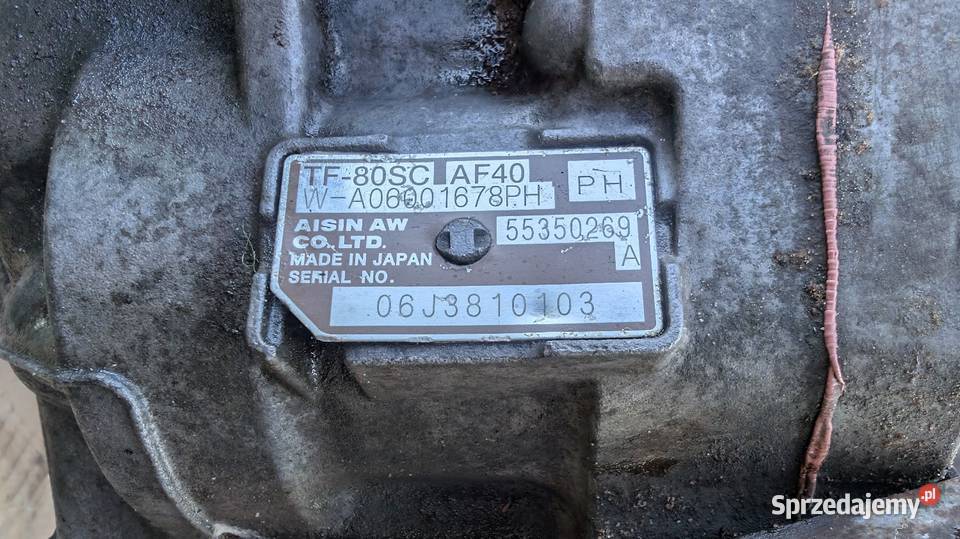 TF-80SC AF40
W-A06001678PH
PH
AISIN AW
CO.,LTD.
55350269
MADE IN JAPAN
A
SERIAL NO.
06J3810103
Sprzedajemy.pl